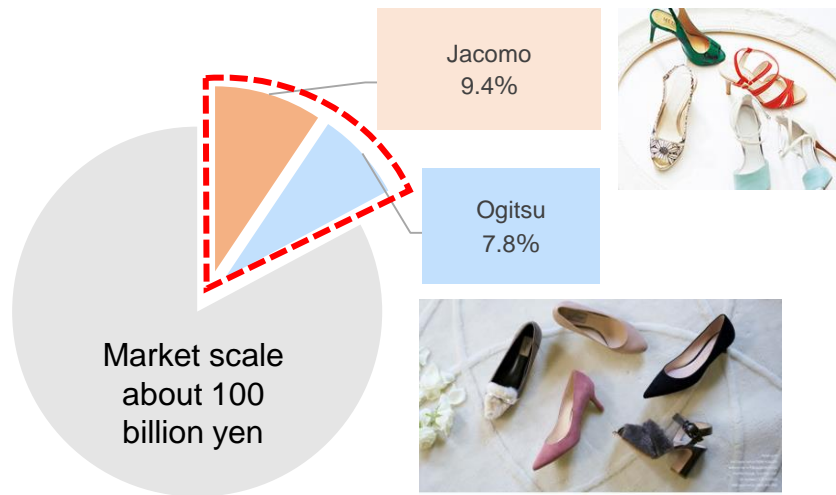 Jacomo
9.4%
Ogitsu
7.8%
Market scale
about 100
billion yen